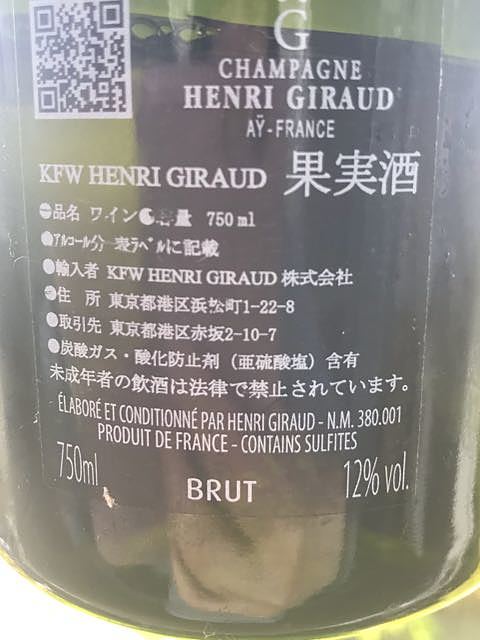 G
CHAMPAGNE
HENRI GIRAUD
AŸ-FRANCE
KFW HENRI GIRAUD 果実酒
●品名 ワイン●容量 750ml
●アルコール分 表ラベルに記載
●輸入者 KFW HENRI GIRAUD 株式会社
●住 所 東京都港区浜松町1-22-8
●取引先 東京都港区赤坂2-10-7
●炭酸ガス・酸化防止剤(亜硫酸塩)含有
未成年者の飲酒は法律で禁止されています。
ÉLABORÉ ET CONDITIONNÉ PAR HENRI GIRAUD - N.M. 380.001
PRODUIT DE FRANCE - CONTAINS SULFITES
750ml BRUT 12% vol.